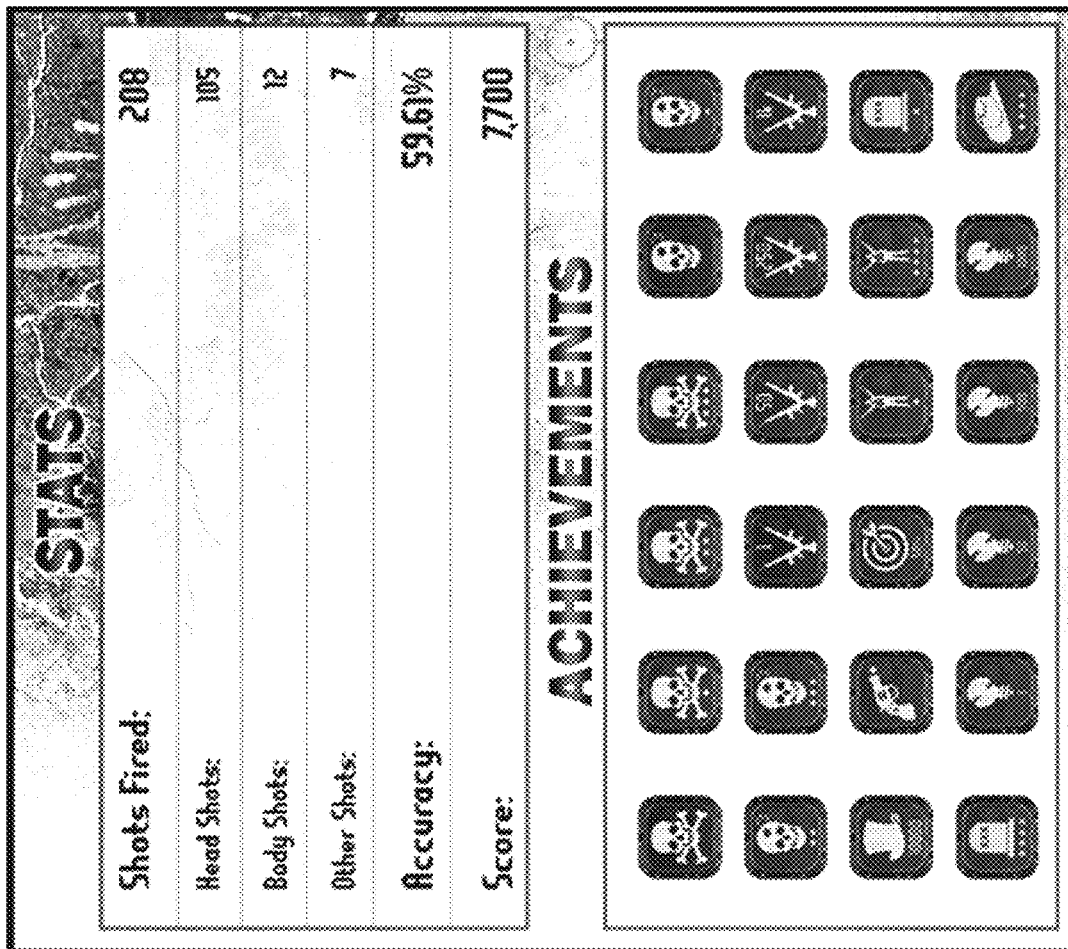 STATS
Shots Fired: 208
Head Shots: 105
Body Shots: 12
Other Shots: 7
Accuracy: 59.61%
Score: 7,700
ACHIEVEMENTS